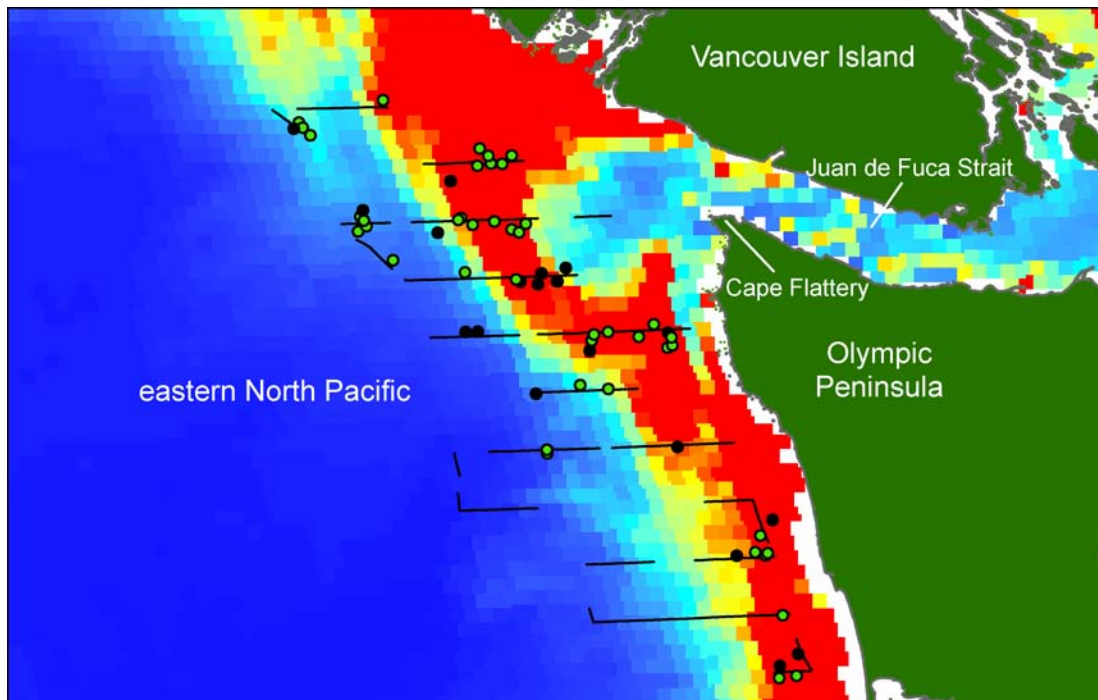 Vancouver Island
Juan de Fuca Strait
Cape Flattery
Olympic
Peninsula
eastern North Pacific